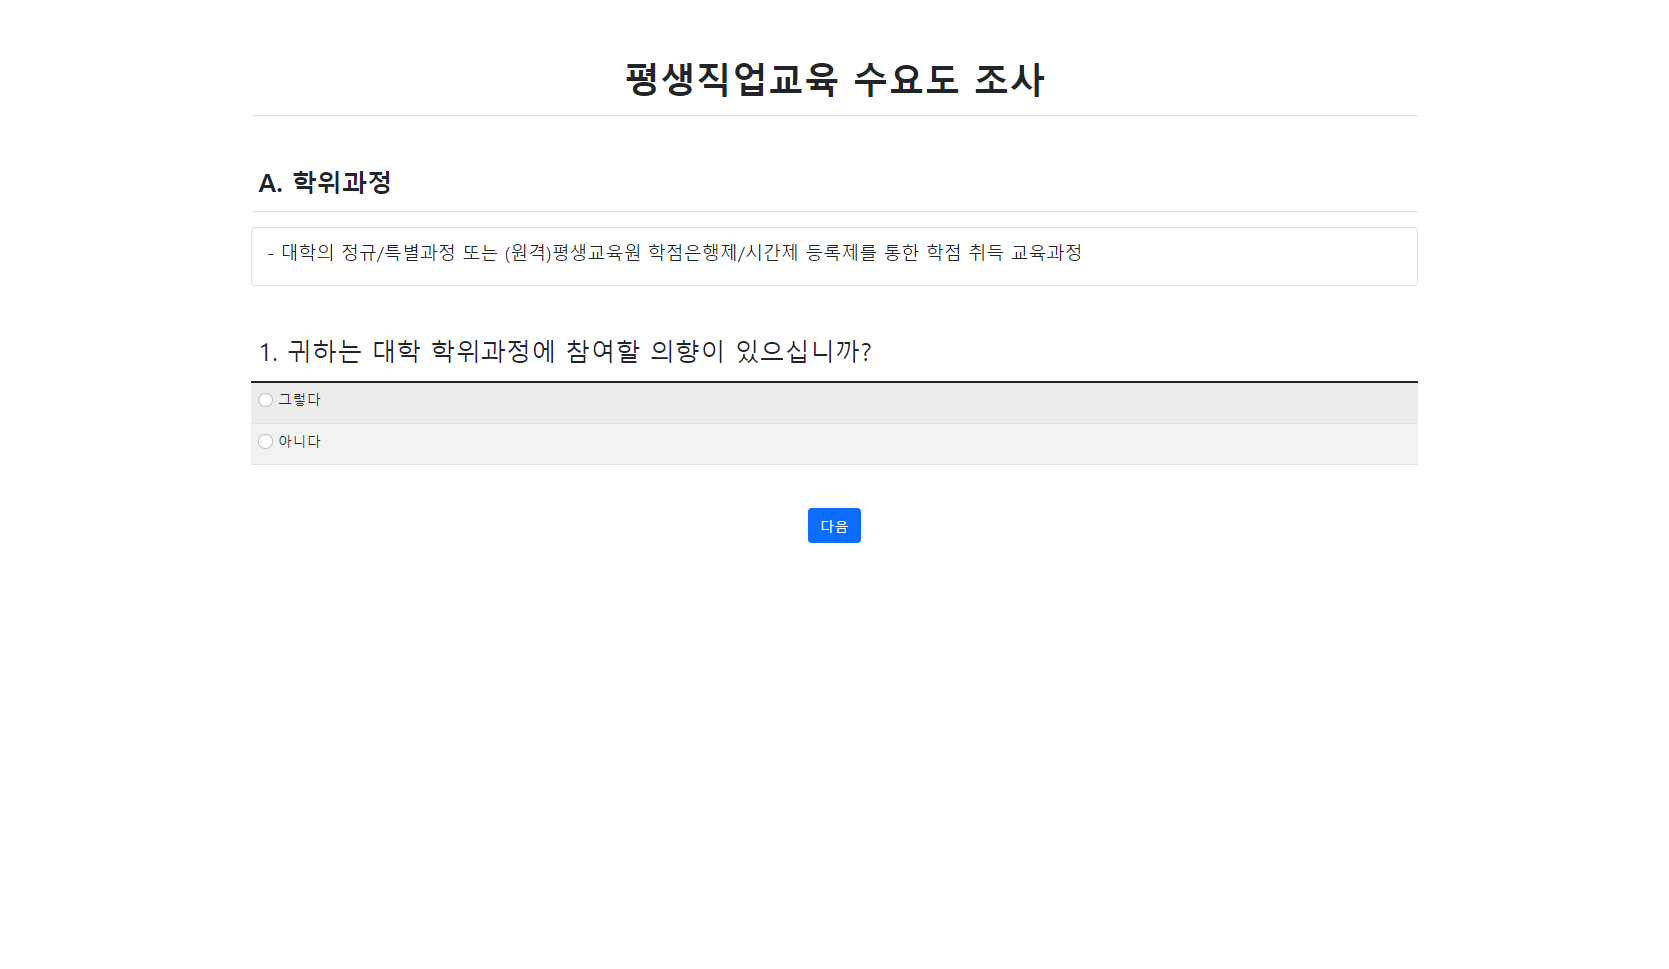 평생직업교육 수요도 조사
A. 학위과정
- 대학의 정규/특별과정 또는 (원격)평생교육원 학점은행제/시간제 등록제를 통한 학점 취득 교육과정
1. 귀하는 대학 학위과정에 참여할 의향이 있으십니까?
그렇다
아니다
다음